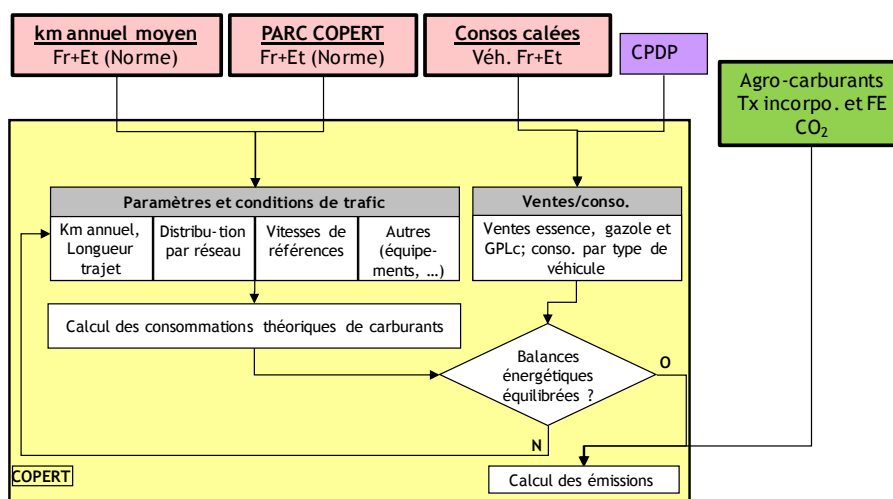 km annuel moyen
Fr+Et (Norme)
PARC COPERT
Fr+Et (Norme)
Consos calées
Véh. Fr+Et
CPDP
Agro-carburants
Tx incorpo. et FE
CO2
Paramètres et conditions de trafic
Km annuel,
Longueur
trajet
Distribu-tion
par réseau
Vitesses de
références
Autres
(équipe-
ments, …)
Ventes/conso.
Ventes essence, gazole et
GPLc; conso. par type de
véhicule
Calcul des consommations théoriques de carburants
Balances
énergétiques
équilibrées ?
O
N
COPERT
Calcul des émissions